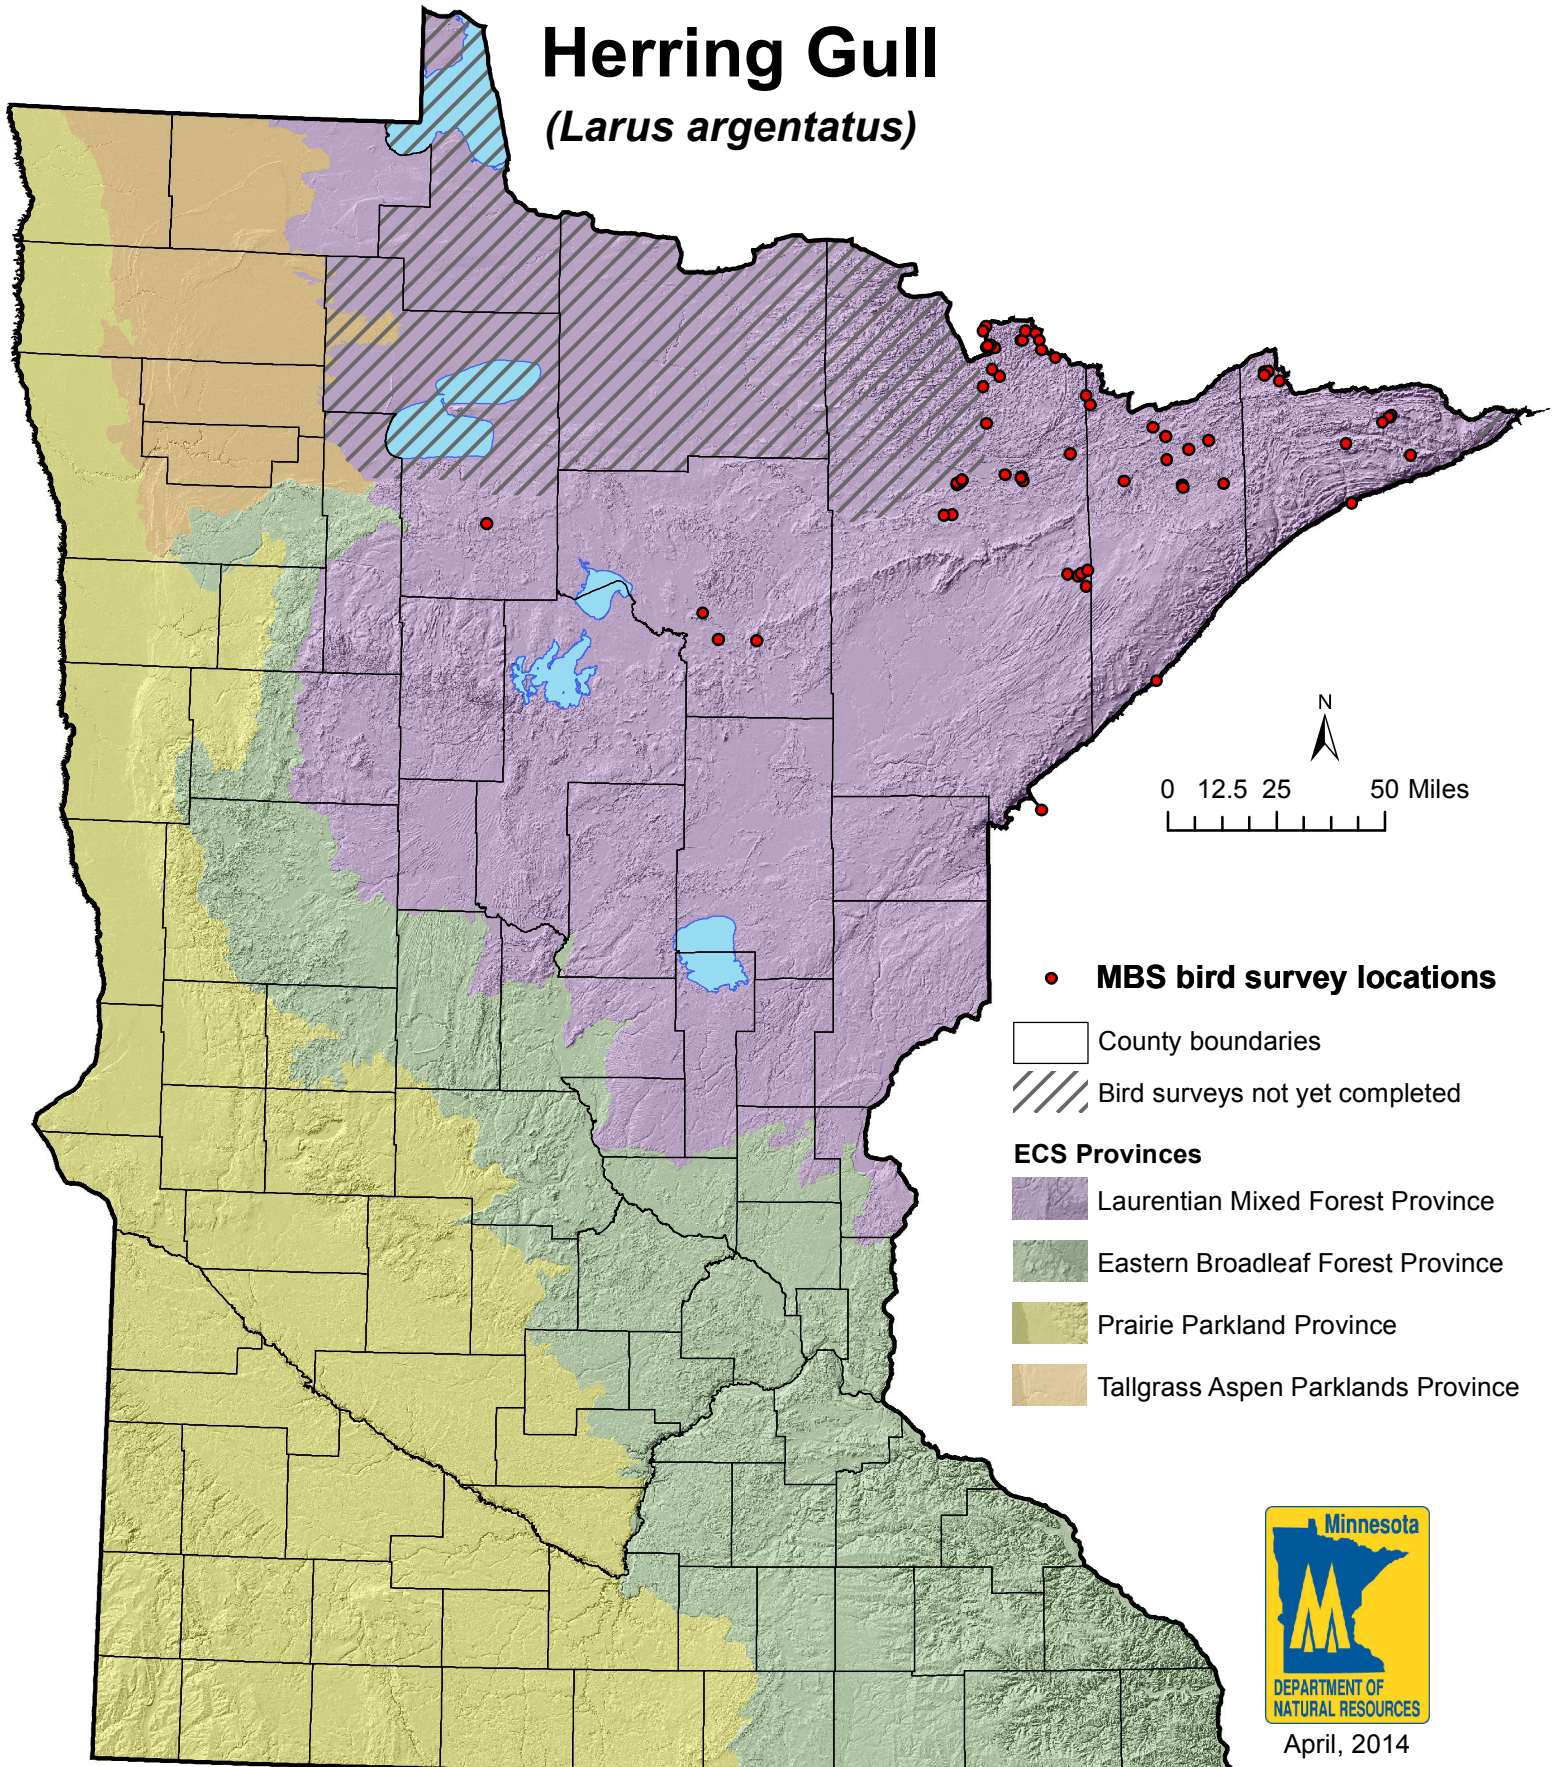 Herring Gull
(Larus argentatus)
N
0 12.5 25 50 Miles
MBS bird survey locations
County boundaries
Bird surveys not yet completed
ECS Provinces
Laurentian Mixed Forest Province
Eastern Broadleaf Forest Province
Prairie Parkland Province
Tallgrass Aspen Parklands Province
Minnesota
DEPARTMENT OF
NATURAL RESOURCES
April, 2014